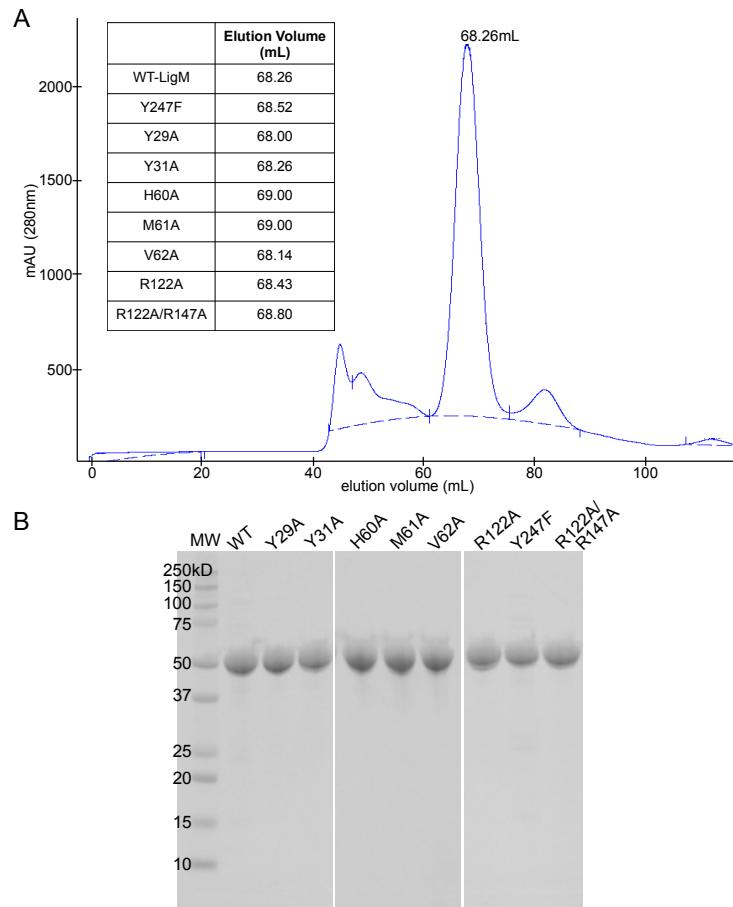 A
68.26mL
Elution Volume (mL)
WT-LigM 68.26
Y247F 68.52
Y29A 68.00
Y31A 68.26
H60A 69.00
M61A 69.00
V62A 68.14
R122A 68.43
R122A/R147A 68.80
mAU (280nm)
2000
1500
1000
500
0 20 40 60 80 100
elution volume (mL)
B
MW WT Y29A Y31A H60A M61A V62A R122A Y247F R122A/
R147A
250kD
150
100
75
50
37
25
20
15
10